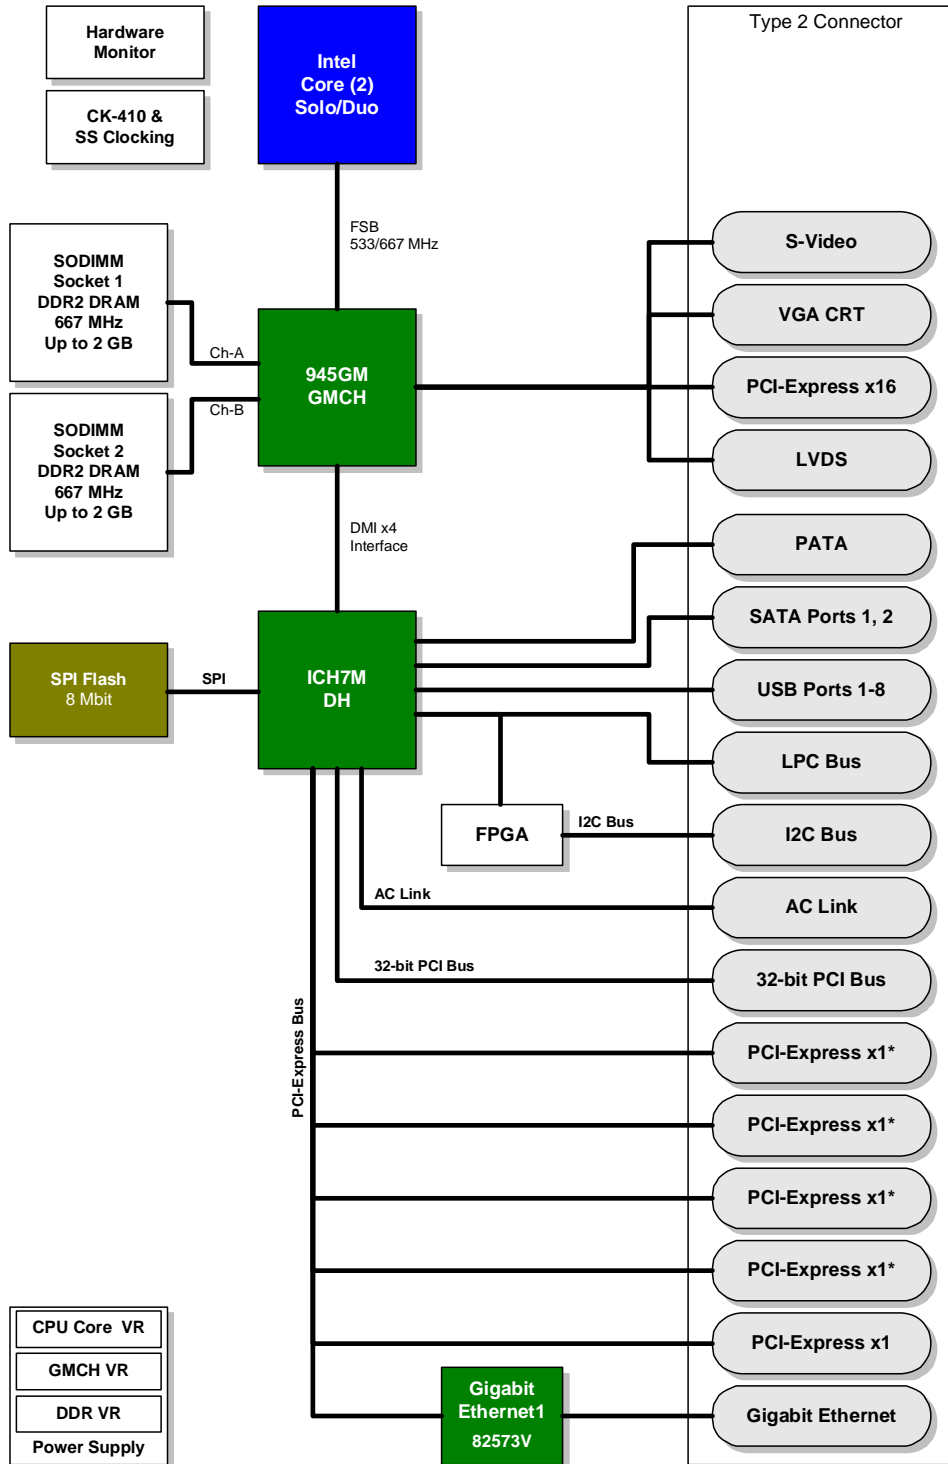 Hardware
Monitor
CK-410 &
SS Clocking
Intel
Core (2)
Solo/Duo
Type 2 Connector
FSB
533/667 MHz
SODIMM
Socket 1
DDR2 DRAM
667 MHz
Up to 2 GB
Ch-A
SODIMM
Socket 2
DDR2 DRAM
667 MHz
Up to 2 GB
Ch-B
945GM
GMCH
S-Video
VGA CRT
PCI-Express x16
LVDS
DMI x4
Interface
PATA
SATA Ports 1, 2
USB Ports 1-8
LPC Bus
SPI Flash
8 Mbit
SPI
ICH7M
DH
FPGA
I2C Bus
I2C Bus
AC Link
AC Link
32-bit PCI Bus
32-bit PCI Bus
PCI-Express Bus
PCI-Express x1*
PCI-Express x1*
PCI-Express x1*
PCI-Express x1*
PCI-Express x1
Gigabit
Ethernet1
82573V
Gigabit Ethernet
CPU Core VR
GMCH VR
DDR VR
Power Supply